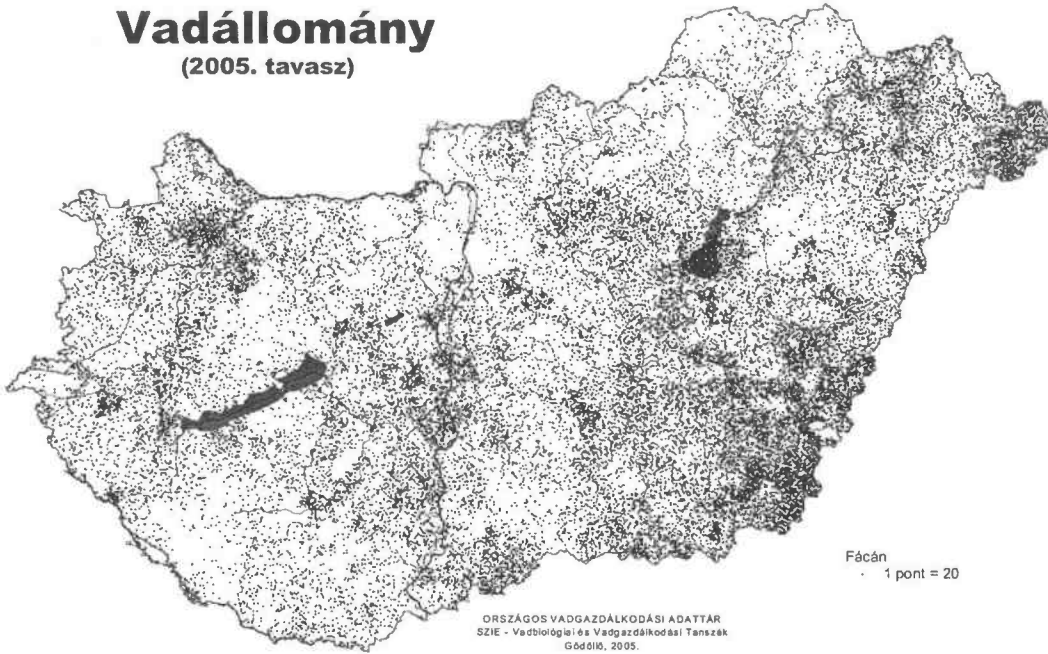 Vadállomány
(2005. tavasz)
Fácán
· 1 pont = 20
ORSZÁGOS VADGAZDÁLKODÁSI ADATTÁR
SZIE - Vadbiológiai és Vadgazdálkodási Tanszék
Gödöllő, 2005.